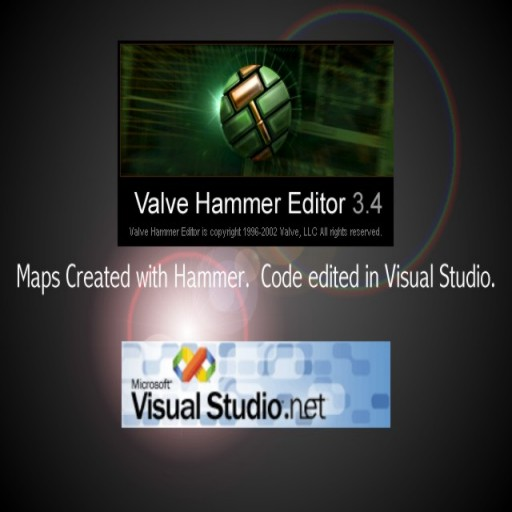 Valve Hammer Editor 3.4
Valve Hammer Editor is copyright 1996-2002 Valve, LLC All rights reserved.
Maps Created with Hammer. Code edited in Visual Studio.
Microsoft
Visual Studio.net